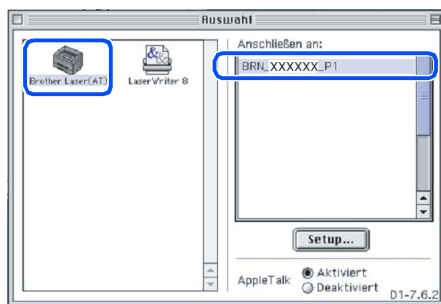 Auswahl
Brother Laser(AT)
LaserWriter 8
Anschließen an:
BRN_XXXXXX_P1
Setup...
AppleTalk
Aktiviert
Deaktiviert
D1-7.6.2